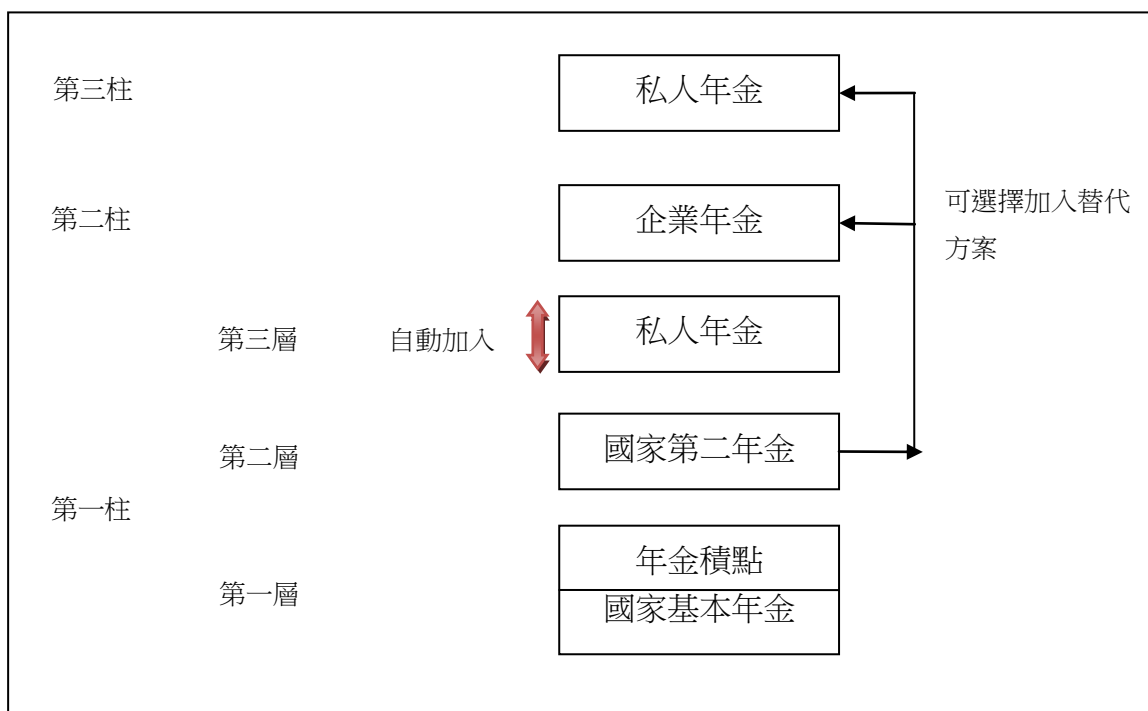 第三柱
私人年金
第二柱
企業年金
可選擇加入替代
方案
第三層
自動加入
私人年金
第二層
國家第二年金
第一柱
年金積點
第一層
國家基本年金